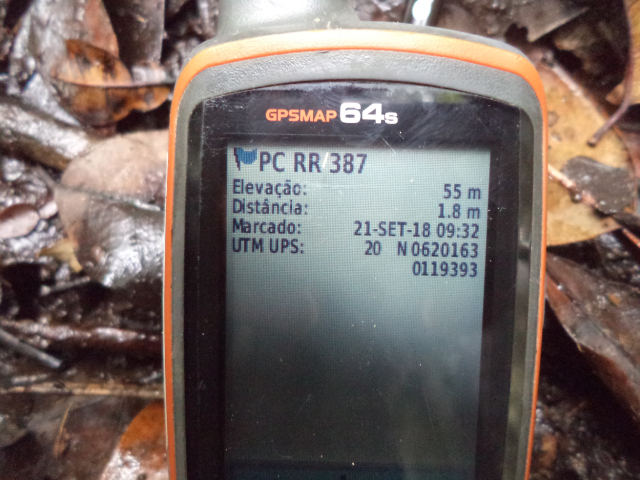 GPSMAP 64s
PC RR/387
Elevação: 55 m
Distância: 1.8 m
Marcado: 21-SET-18 09:32
UTM UPS: 20 N 0620163
0119393